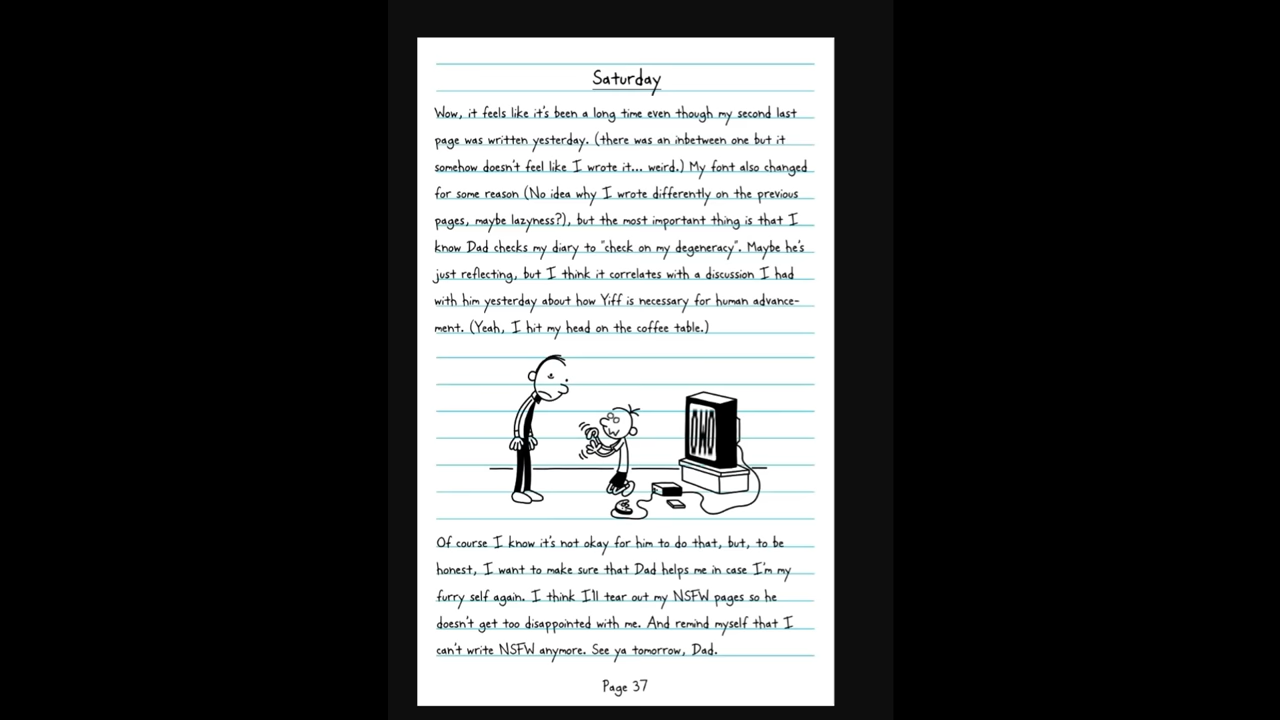 Saturday
Wow, it feels like it's been a long time even though my second last
page was written yesterday. (there was an inbetween one but it
somehow doesn't feel like I wrote it... weird.) My font also changed
for some reason (No idea why I wrote differently on the previous
pages, maybe lazyness?), but the most important thing is that I
know Dad checks my diary to "check on my degeneracy". Maybe he's
just reflecting, but I think it correlates with a discussion I had
with him yesterday about how Yiff is necessary for human advance-
ment. (Yeah, I hit my head on the coffee table.)
OWO
Of course I know it's not okay for him to do that, but, to be
honest, I want to make sure that Dad helps me in case I'm my
furry self again. I think I'll tear out my NSFW pages so he
doesn't get too disappointed with me. And remind myself that I
can't write NSFW anymore. See ya tomorrow, Dad.
Page 37